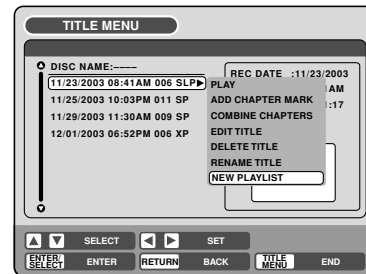 TITLE MENU
DISC NAME:----
11/23/2003 08:41AM 006 SLP
11/25/2003 10:03PM 011 SP
11/29/2003 11:30AM 009 SP
12/01/2003 06:52PM 006 XP
REC DATE :11/23/2003
AM
:17
PLAY
ADD CHAPTER MARK
COMBINE CHAPTERS
EDIT TITLE
DELETE TITLE
RENAME TITLE
NEW PLAYLIST
SELECT SET
ENTER/SELECT ENTER RETURN BACK TITLE MENU END